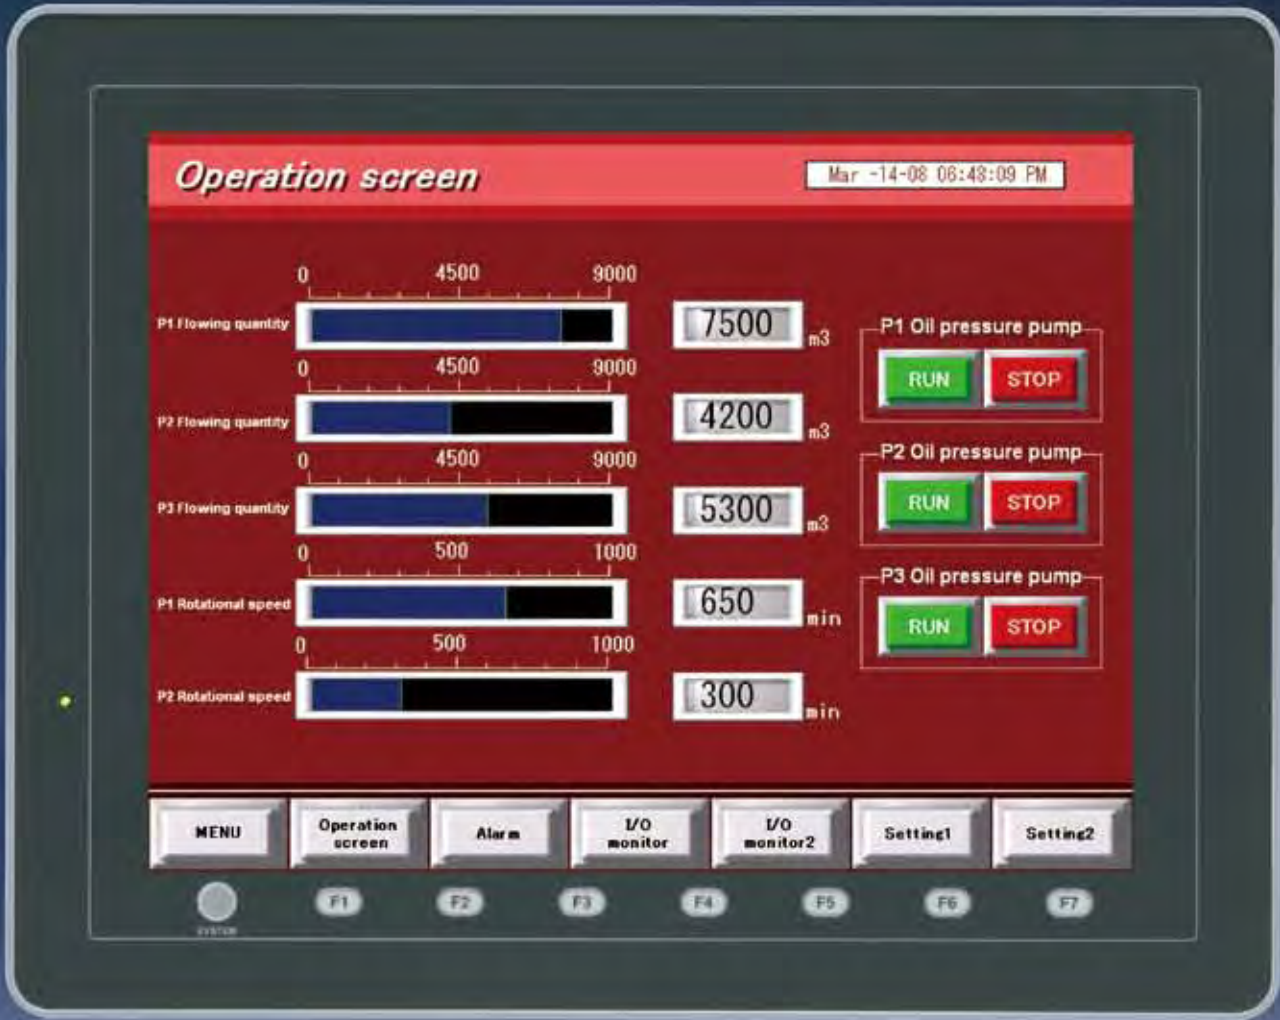 Operation screen
Mar -14-08 06:48:09 PM
0 4500 9000
P1 Flowing quantity 7500 m3
0 4500 9000
P2 Flowing quantity 4200 m3
0 4500 9000
P3 Flowing quantity 5300 m3
0 500 1000
P1 Rotational speed 650 min
0 500 1000
P2 Rotational speed 300 min
P1 Oil pressure pump
RUN STOP
P2 Oil pressure pump
RUN STOP
P3 Oil pressure pump
RUN STOP
MENU
Operation
screen
Alarm
I/O
monitor
I/O
monitor2
Setting1
Setting2
F1 F2 F3 F4 F5 F6 F7
SYSTEM